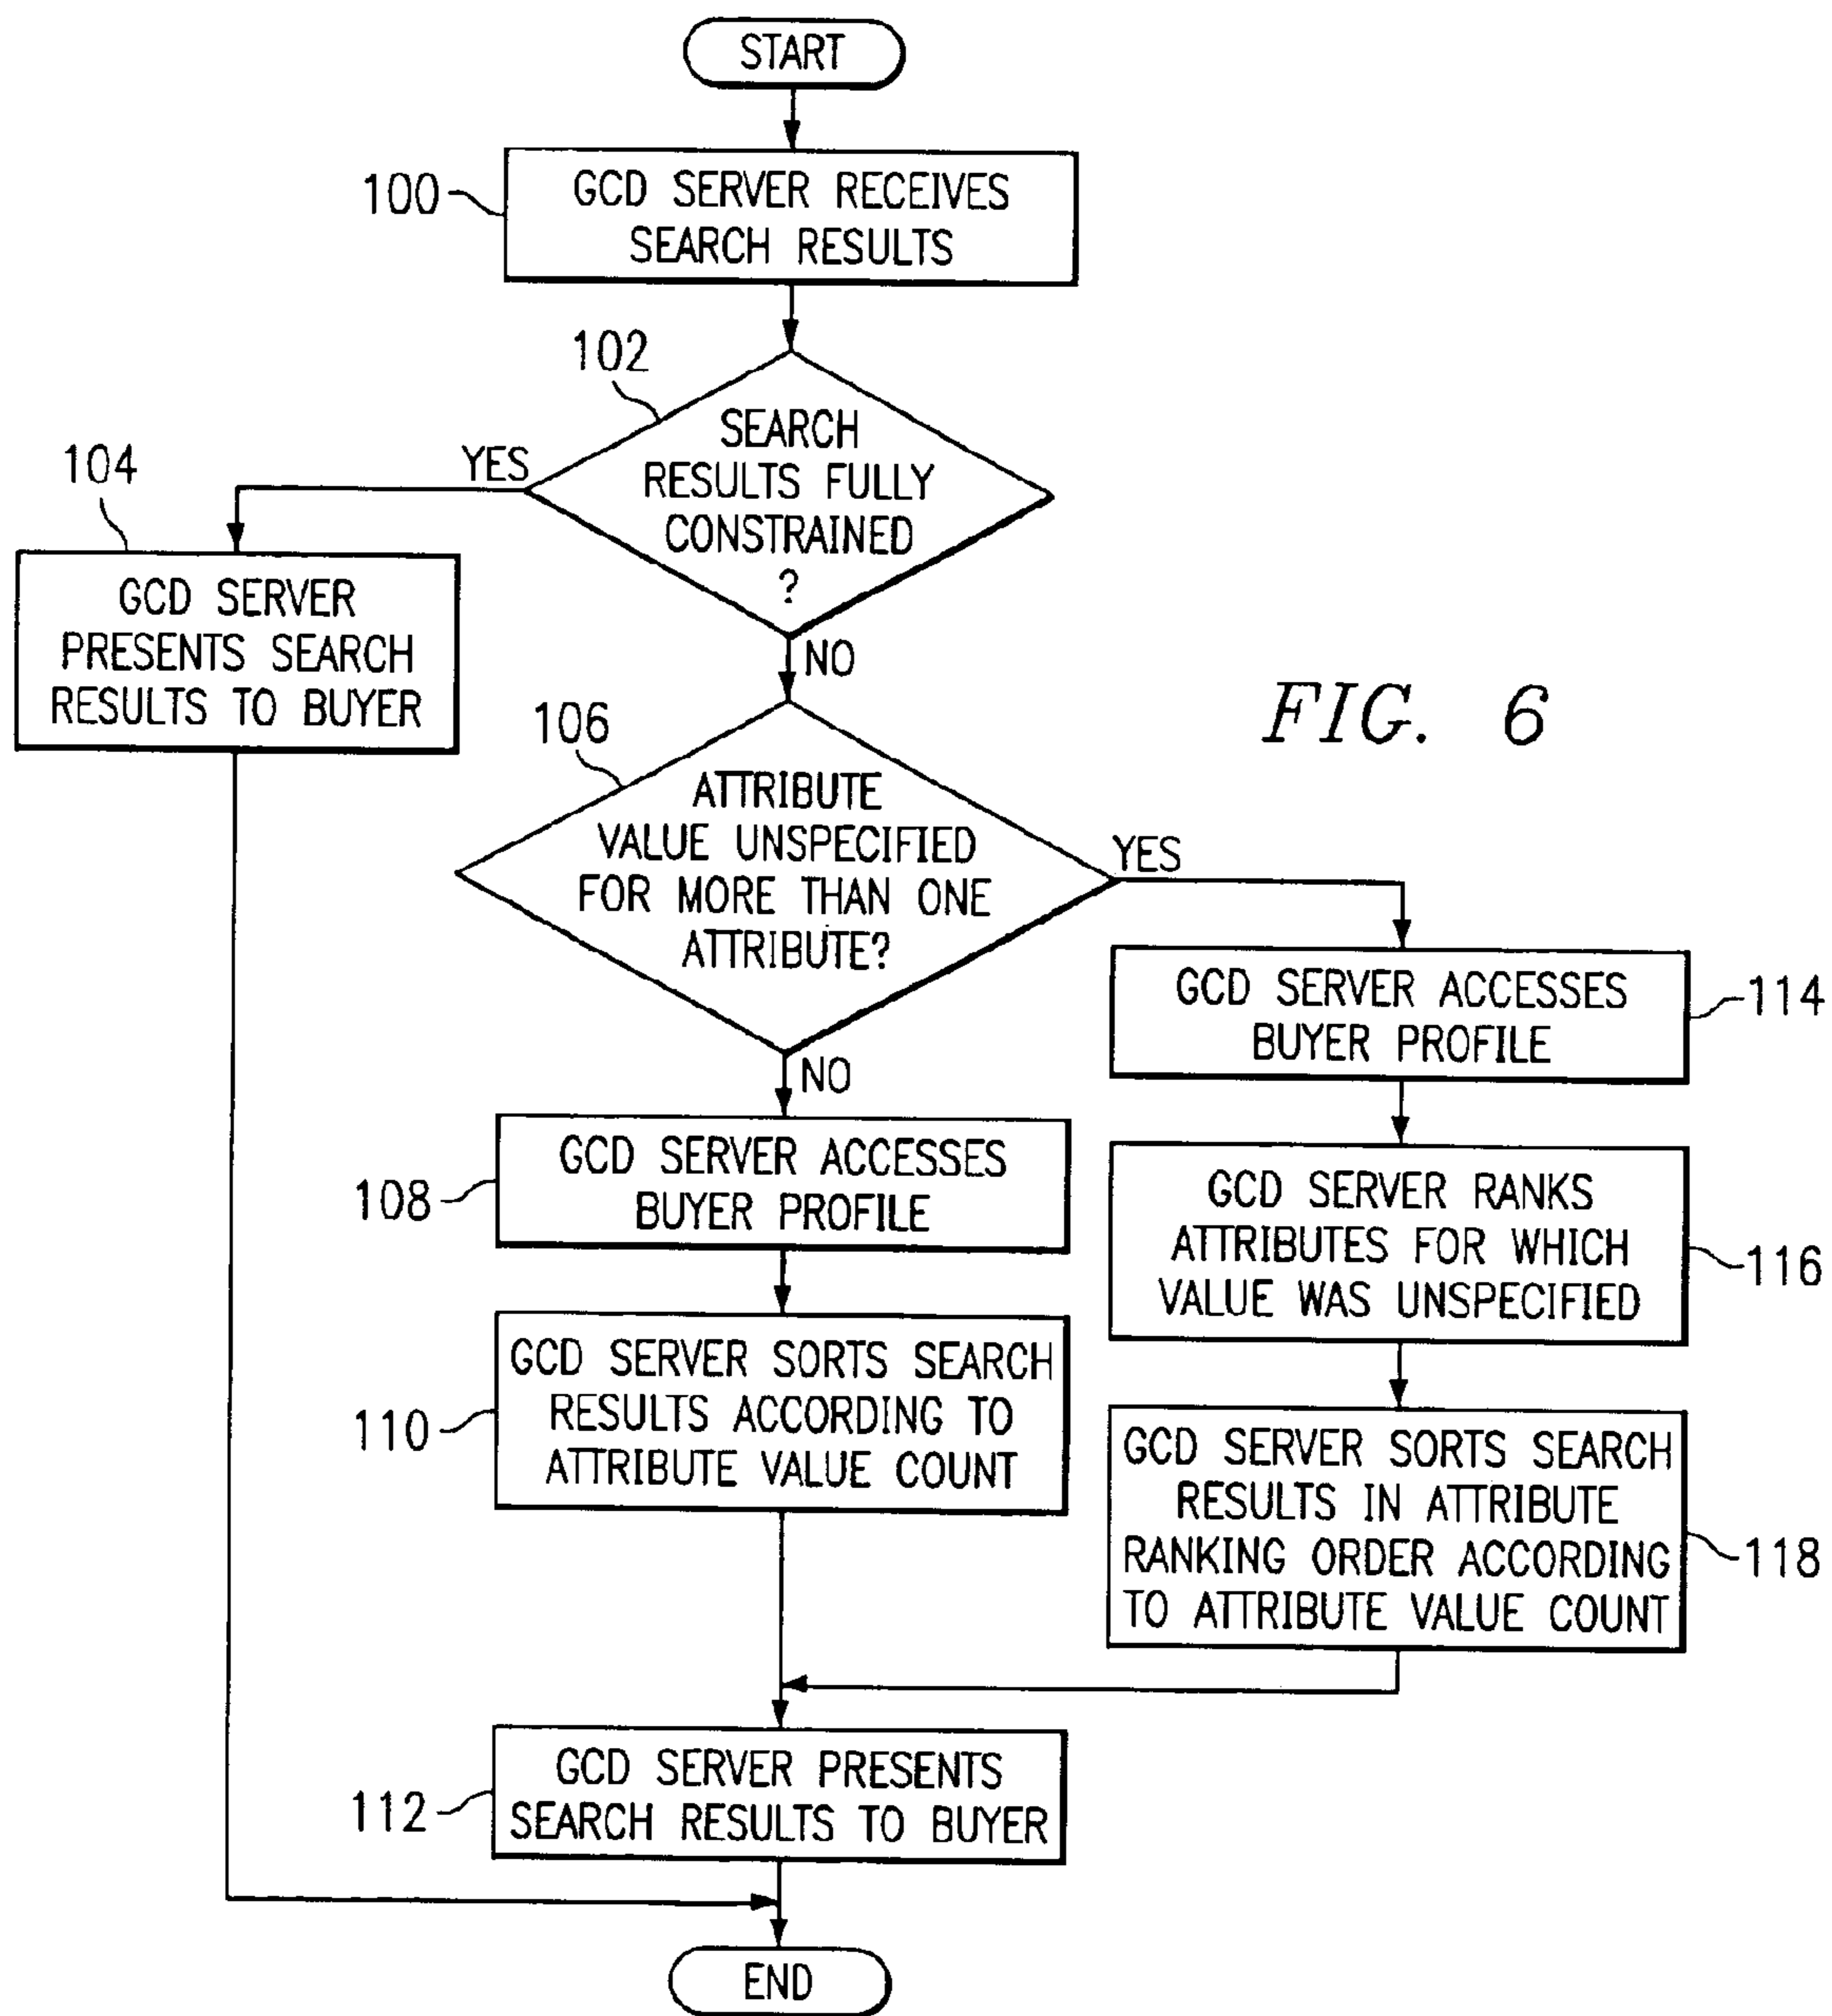 START
100
GCD SERVER RECEIVES
SEARCH RESULTS
102
SEARCH
RESULTS FULLY
CONSTRAINED
?
YES
NO
104
GCD SERVER
PRESENTS SEARCH
RESULTS TO BUYER
FIG. 6
106
ATTRIBUTE
VALUE UNSPECIFIED
FOR MORE THAN ONE
ATTRIBUTE?
YES
NO
GCD SERVER ACCESSES
BUYER PROFILE
114
108
GCD SERVER ACCESSES
BUYER PROFILE
GCD SERVER RANKS
ATTRIBUTES FOR WHICH
VALUE WAS UNSPECIFIED
116
110
GCD SERVER SORTS SEARCH
RESULTS ACCORDING TO
ATTRIBUTE VALUE COUNT
GCD SERVER SORTS SEARCH
RESULTS IN ATTRIBUTE
RANKING ORDER ACCORDING
TO ATTRIBUTE VALUE COUNT
118
112
GCD SERVER PRESENTS
SEARCH RESULTS TO BUYER
END